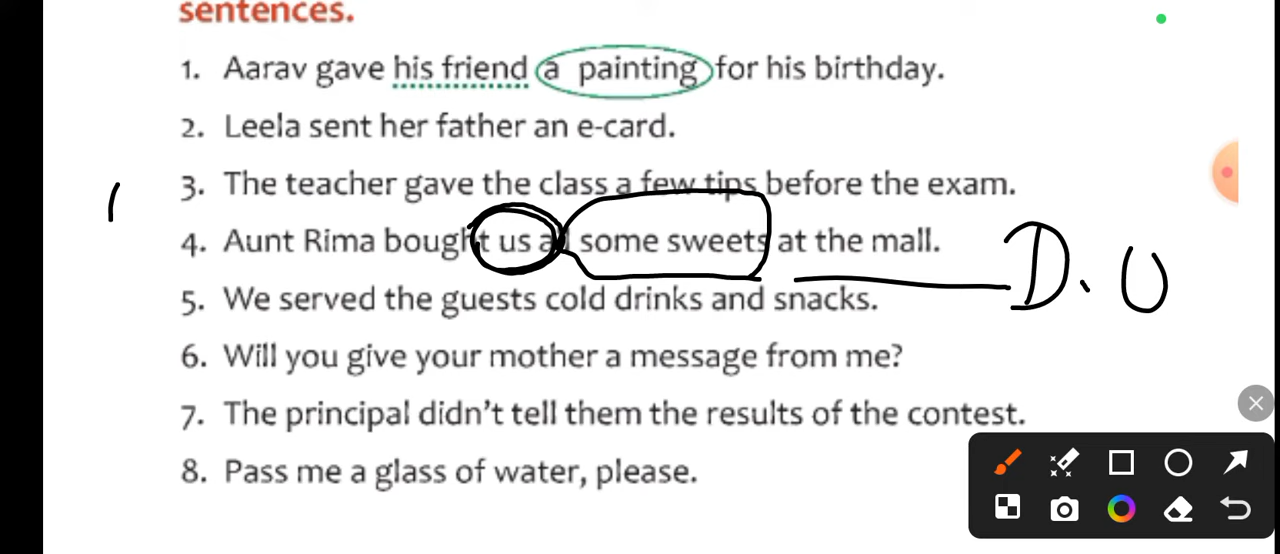 sentences.
1. Aarav gave his friend a painting for his birthday.
2. Leela sent her father an e-card.
3. The teacher gave the class a few tips before the exam.
4. Aunt Rima bought us all some sweets at the mall.
D. O
5. We served the guests cold drinks and snacks.
6. Will you give your mother a message from me?
7. The principal didn't tell them the results of the contest.
8. Pass me a glass of water, please.